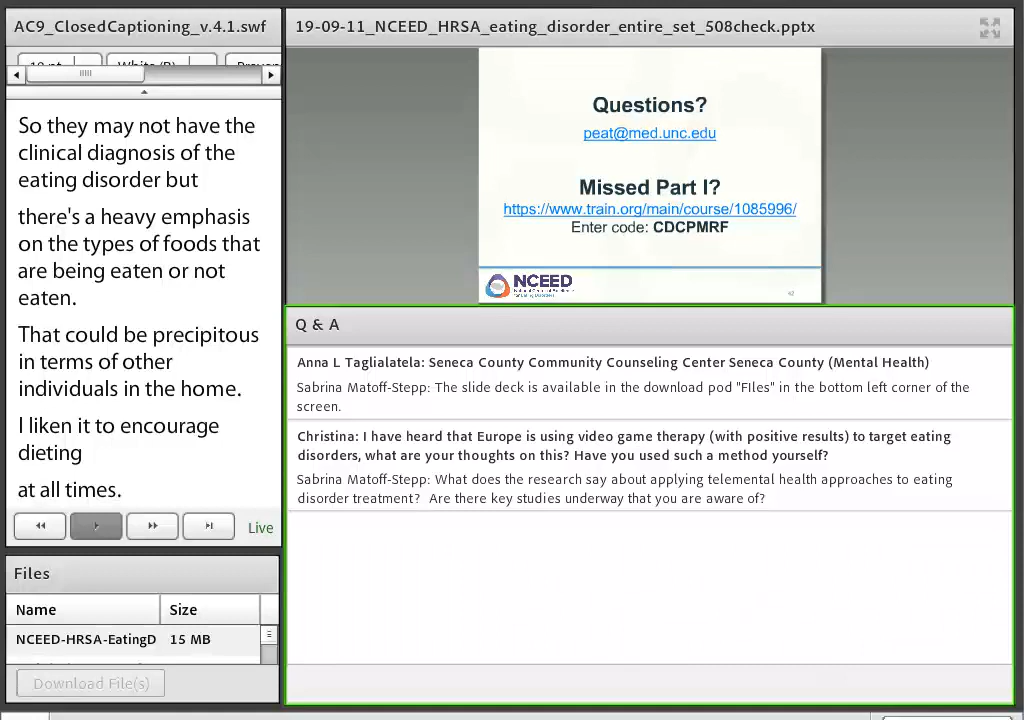 AC9_ClosedCaptioning_v.4.1.swf
So they may not have the
clinical diagnosis of the
eating disorder but
there's a heavy emphasis
on the types of foods that
are being eaten or not
eaten.
That could be precipitous
in terms of other
individuals in the home.
I liken it to encourage
dieting
at all times.
Live
Files
Name Size
NCEED-HRSA-EatingD 15 MB
Download File(s)
19-09-11_NCEED_HRSA_eating_disorder_entire_set_508check.pptx
Questions?
peat@med.unc.edu
Missed Part I?
https://www.train.org/main/course/1085996/
Enter code: CDCPMRF
NCEED
Q & A
Anna L Taglialatela: Seneca County Community Counseling Center Seneca County (Mental Health)
Sabrina Matoff-Stepp: The slide deck is available in the download pod "FIles" in the bottom left corner of the
screen.
Christina: I have heard that Europe is using video game therapy (with positive results) to target eating
disorders, what are your thoughts on this? Have you used such a method yourself?
Sabrina Matoff-Stepp: What does the research say about applying telemental health approaches to eating
disorder treatment?  Are there key studies underway that you are aware of?